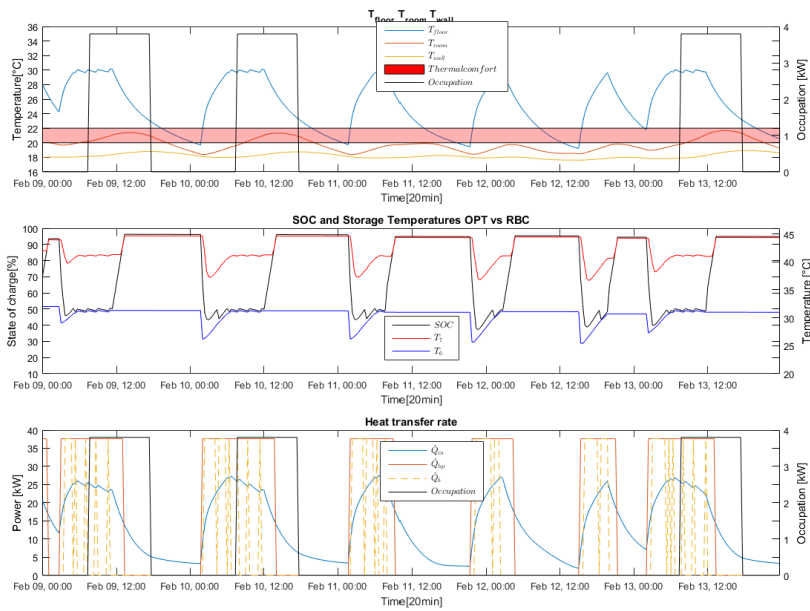 T_floor T_room T_wall
Temperature[°C]
36
34
32
30
28
26
24
22
20
18
16
T_floor
T_room
T_wall
Thermalcomfort
Occupation
4
3
2
1
0
Occupation [kW]
Feb 09, 00:00 Feb 09, 12:00 Feb 10, 00:00 Feb 10, 12:00 Feb 11, 00:00 Feb 11, 12:00 Feb 12, 00:00 Feb 12, 12:00 Feb 13, 00:00 Feb 13, 12:00
Time[20min]
SOC and Storage Temperatures OPT vs RBC
State of charge[%]
100
90
80
70
60
50
40
30
20
10
SOC
T_7
T_6
45
40
35
30
25
20
Temperature [°C]
Feb 09, 00:00 Feb 09, 12:00 Feb 10, 00:00 Feb 10, 12:00 Feb 11, 00:00 Feb 11, 12:00 Feb 12, 00:00 Feb 12, 12:00 Feb 13, 00:00 Feb 13, 12:00
Time[20min]
Heat transfer rate
Power [kW]
40
35
30
25
20
15
10
5
0
Q̇_in
Q̇_hp
Q̇_b
Occupation
4
3
2
1
0
Occupation [kW]
Feb 09, 00:00 Feb 09, 12:00 Feb 10, 00:00 Feb 10, 12:00 Feb 11, 00:00 Feb 11, 12:00 Feb 12, 00:00 Feb 12, 12:00 Feb 13, 00:00 Feb 13, 12:00
Time[20min]